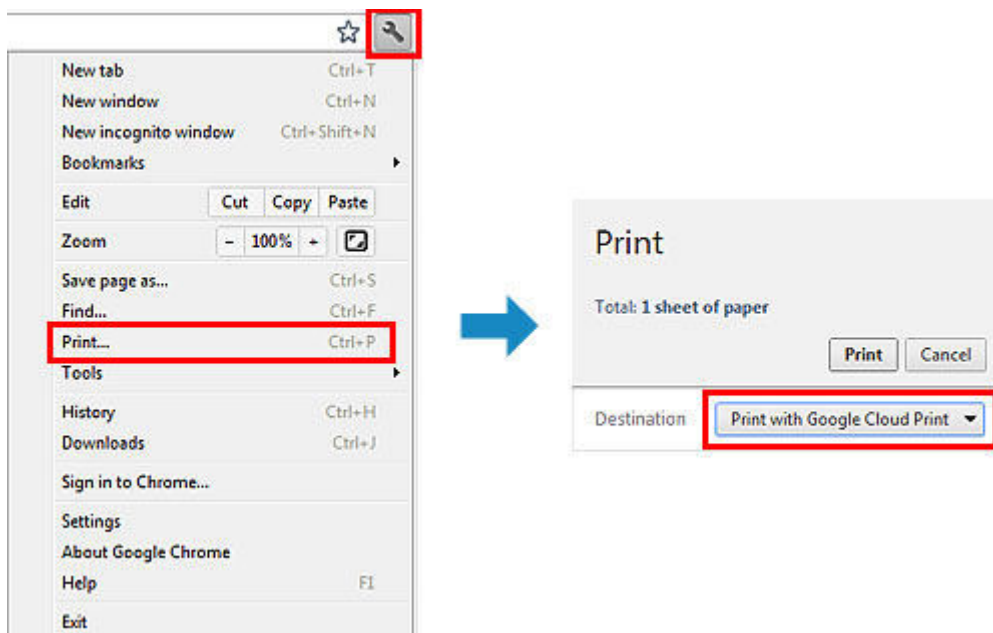 New tab Ctrl+T
New window Ctrl+N
New incognito window Ctrl+Shift+N
Bookmarks
Edit Cut Copy Paste
Zoom - 100% +
Save page as... Ctrl+S
Find... Ctrl+F
Print... Ctrl+P
Tools
History Ctrl+H
Downloads Ctrl+J
Sign in to Chrome...
Settings
About Google Chrome
Help F1
Exit
Print
Total: 1 sheet of paper
Print Cancel
Destination Print with Google Cloud Print